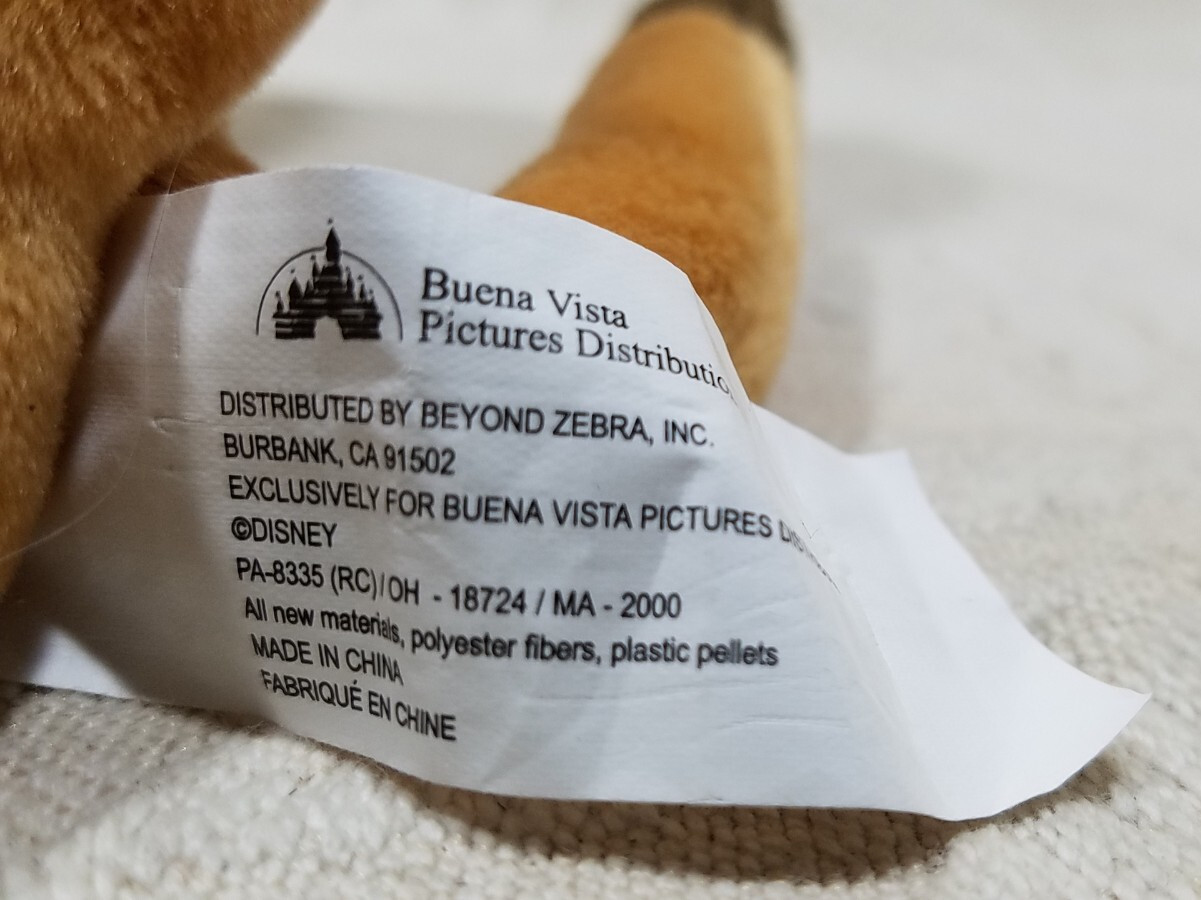 Buena Vista
Pictures Distributio
DISTRIBUTED BY BEYOND ZEBRA, INC.
BURBANK, CA 91502
EXCLUSIVELY FOR BUENA VISTA PICTURES
©DISNEY
PA-8335 (RC)/OH - 18724 / MA - 2000
All new materials, polyester fibers, plastic pellets
MADE IN CHINA
FABRIQUÉ EN CHINE